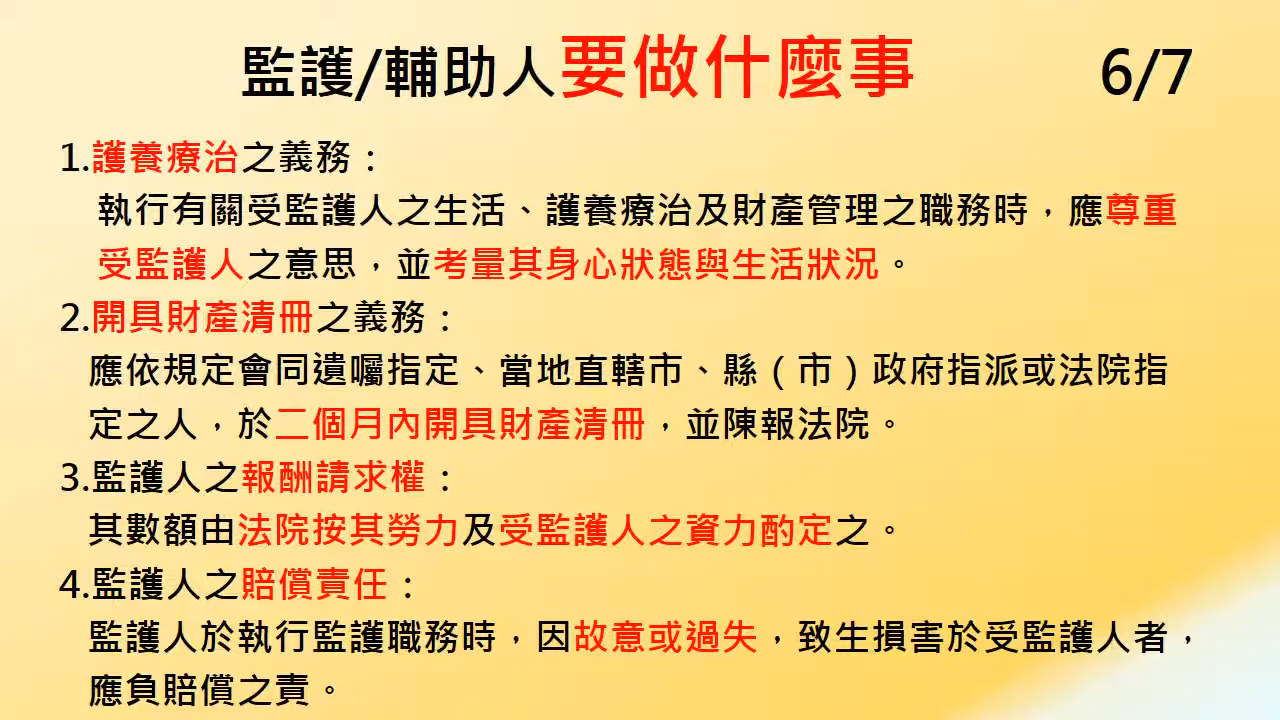 監護/輔助人要做什麼事 6/7
1.護養療治之義務：
執行有關受監護人之生活、護養療治及財產管理之職務時，應尊重
受監護人之意思，並考量其身心狀態與生活狀況。
2.開具財產清冊之義務：
應依規定會同遺囑指定、當地直轄市、縣（市）政府指派或法院指
定之人，於二個月內開具財產清冊，並陳報法院。
3.監護人之報酬請求權：
其數額由法院按其勞力及受監護人之資力酌定之。
4.監護人之賠償責任：
監護人於執行監護職務時，因故意或過失，致生損害於受監護人者，
應負賠償之責。